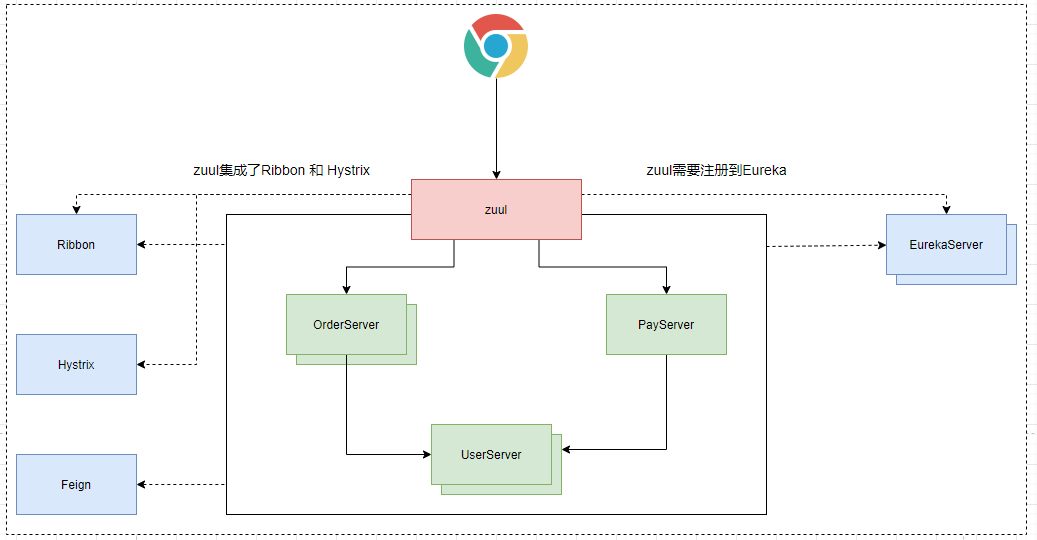 zuul集成了Ribbon 和 Hystrix
zuul需要注册到Eureka
zuul
Ribbon
EurekaServer
OrderServer
PayServer
Hystrix
UserServer
Feign